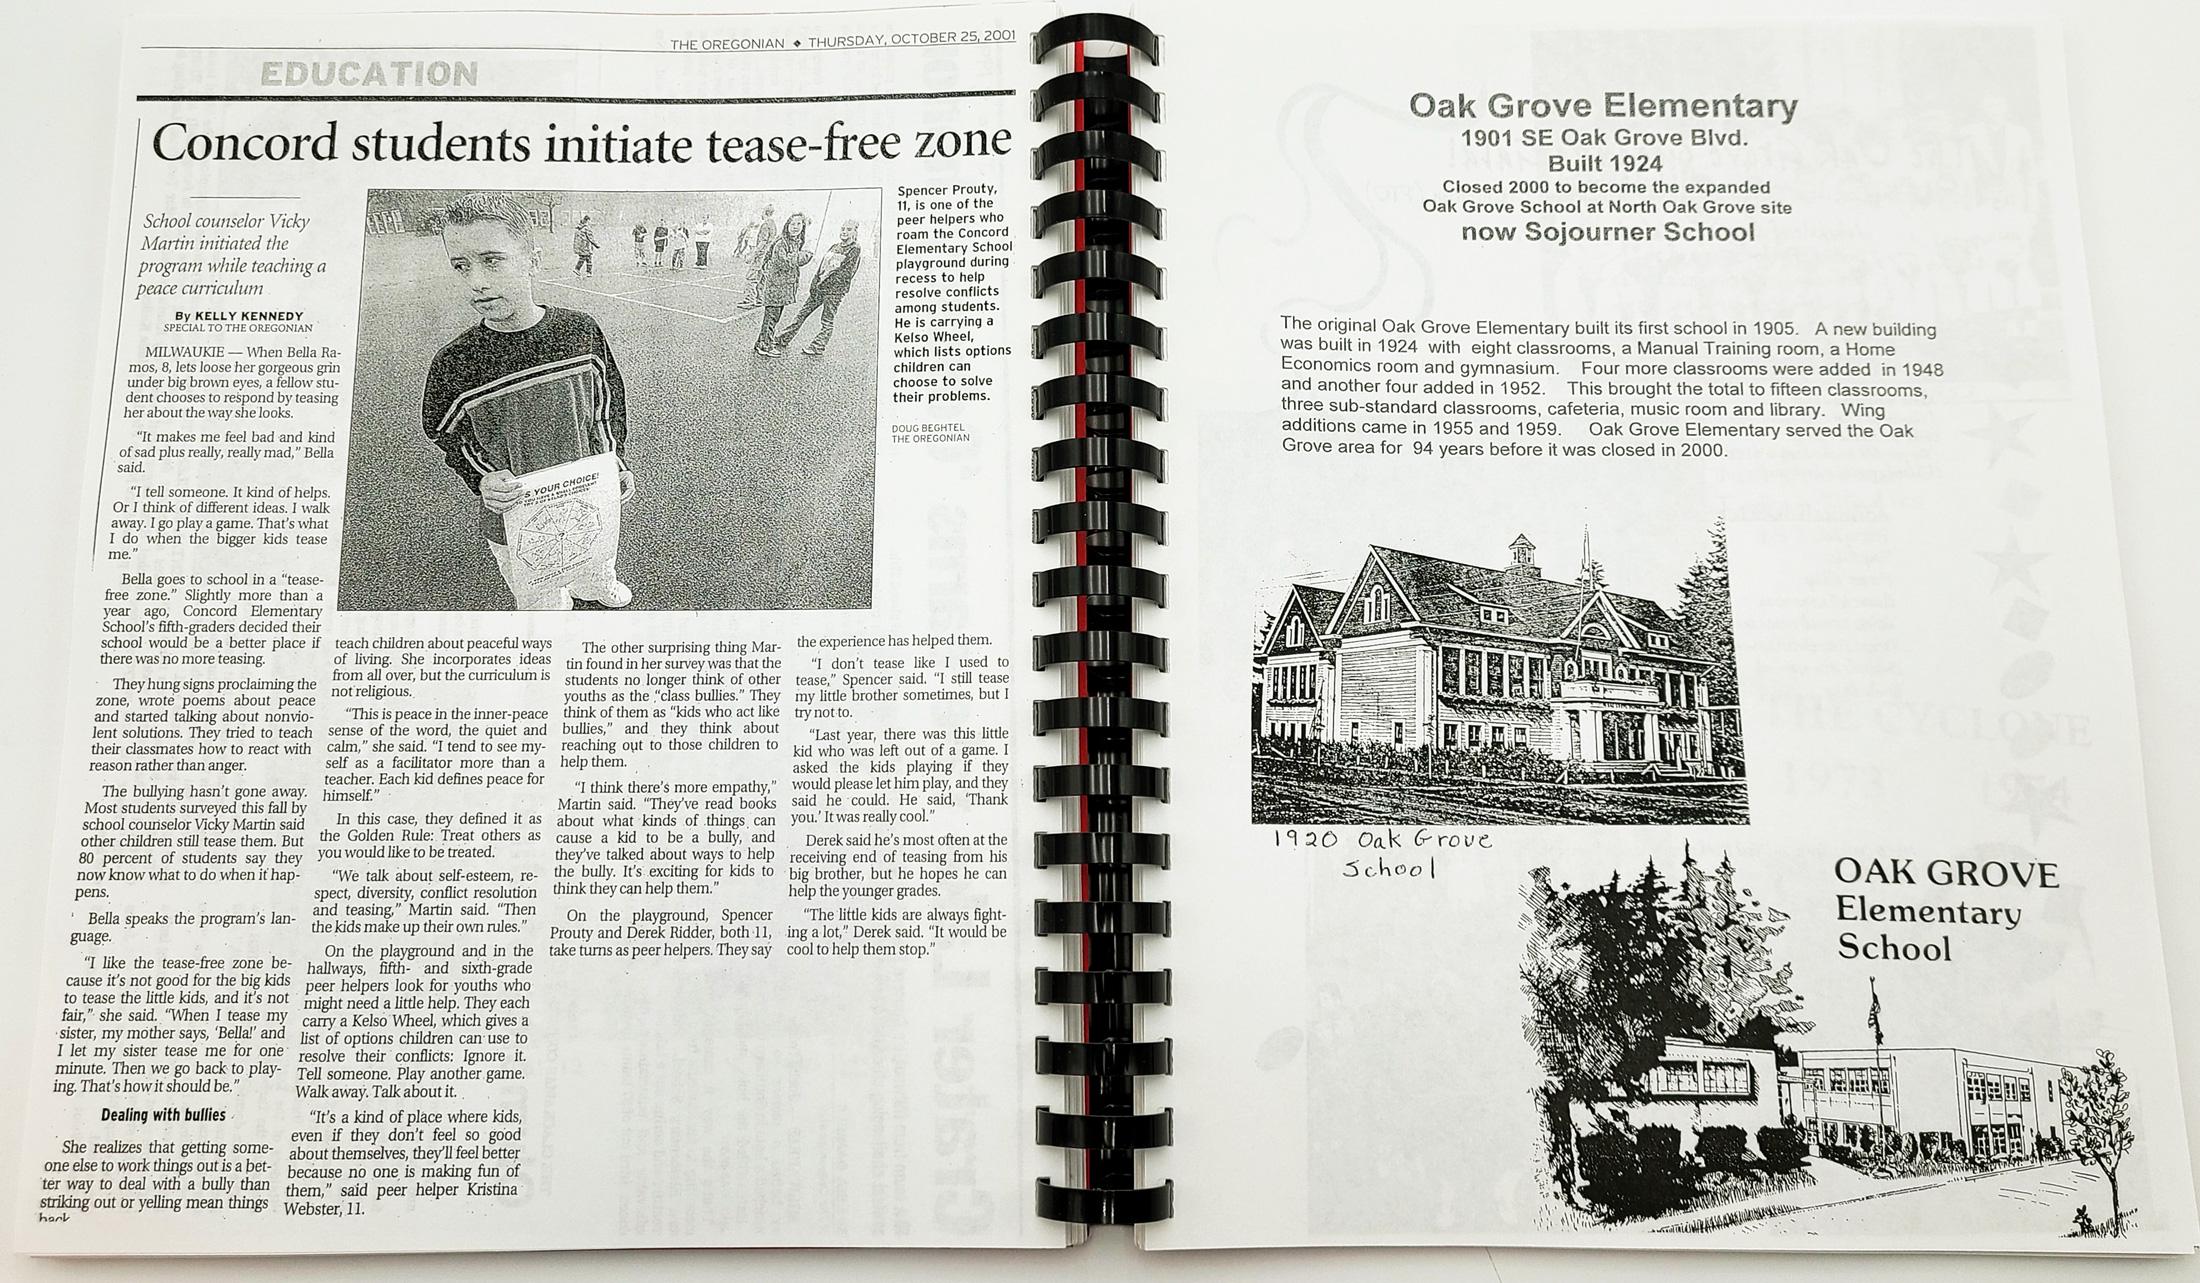 THE OREGONIAN ◆ THURSDAY, OCTOBER 25, 2001
EDUCATION
Concord students initiate tease-free zone
School counselor Vicky
Martin initiated the
program while teaching a
peace curriculum
By KELLY KENNEDY
SPECIAL TO THE OREGONIAN
MILWAUKIE — When Bella Ra-
mos, 8, lets loose her gorgeous grin
under big brown eyes, a fellow stu-
dent chooses to respond by teasing
her about the way she looks.
“It makes me feel bad and kind
of sad plus really, really mad,” Bella
said.
“I tell someone. It kind of helps.
Or I think of different ideas. I walk
away. I go play a game. That’s what
I do when the bigger kids tease
me.”
Bella goes to school in a “tease-
free zone.” Slightly more than a
year ago, Concord Elementary
School’s fifth-graders decided their
school would be a better place if
there was no more teasing.
They hung signs proclaiming the
zone, wrote poems about peace
and started talking about nonvio-
lent solutions. They tried to teach
their classmates how to react with
reason rather than anger.
The bullying hasn’t gone away.
Most students surveyed this fall by
school counselor Vicky Martin said
other children still tease them. But
80 percent of students say they
now know what to do when it hap-
pens.
Bella speaks the program’s lan-
guage.
“I like the tease-free zone be-
cause it’s not good for the big kids
to tease the little kids, and it’s not
fair,” she said. “When I tease my
sister, my mother says, ‘Bella!’ and
I let my sister tease me for one
minute. Then we go back to play-
ing. That’s how it should be.”
Dealing with bullies
She realizes that getting some-
one else to work things out is a bet-
ter way to deal with a bully than
striking out or yelling mean things
back
teach children about peaceful ways
of living. She incorporates ideas
from all over, but the curriculum is
not religious.
“This is peace in the inner-peace
sense of the word, the quiet and
calm,” she said. “I tend to see my-
self as a facilitator more than a
teacher. Each kid defines peace for
himself.”
In this case, they defined it as
the Golden Rule: Treat others as
you would like to be treated.
“We talk about self-esteem, re-
spect, diversity, conflict resolution
and teasing,” Martin said. “Then
the kids make up their own rules.”
On the playground and in the
hallways, fifth- and sixth-grade
peer helpers look for youths who
might need a little help. They each
carry a Kelso Wheel, which gives a
list of options children can use to
resolve their conflicts: Ignore it.
Tell someone. Play another game.
Walk away. Talk about it.
“It’s a kind of place where kids,
even if they don’t feel so good
about themselves, they’ll feel better
because no one is making fun of
them,” said peer helper Kristina
Webster, 11.
The other surprising thing Mar-
tin found in her survey was that the
students no longer think of other
youths as the “class bullies.” They
think of them as “kids who act like
bullies,” and they think about
reaching out to those children to
help them.
“I think there’s more empathy,”
Martin said. “They’ve read books
about what kinds of things can
cause a kid to be a bully, and
they’ve talked about ways to help
the bully. It’s exciting for kids to
think they can help them.”
On the playground, Spencer
Prouty and Derek Ridder, both 11,
take turns as peer helpers. They say
the experience has helped them.
“I don’t tease like I used to
tease,” Spencer said. “I still tease
my little brother sometimes, but I
try not to.
“Last year, there was this little
kid who was left out of a game. I
asked the kids playing if they
would please let him play, and they
said he could. He said, ‘Thank
you.’ It was really cool.”
Derek said he’s most often at the
receiving end of teasing from his
big brother, but he hopes he can
help the younger grades.
“The little kids are always fight-
ing a lot,” Derek said. “It would be
cool to help them stop.”
S YOUR CHOICE!
Spencer Prouty,
11, is one of the
peer helpers who
roam the Concord
Elementary School
playground during
recess to help
resolve conflicts
among students.
He is carrying a
Kelso Wheel,
which lists options
children can
choose to solve
their problems.
DOUG BEGHTEL
THE OREGONIAN
Oak Grove Elementary
1901 SE Oak Grove Blvd.
Built 1924
Closed 2000 to become the expanded
Oak Grove School at North Oak Grove site
now Sojourner School
The original Oak Grove Elementary built its first school in 1905. A new building
was built in 1924 with eight classrooms, a Manual Training room, a Home
Economics room and gymnasium. Four more classrooms were added in 1948
and another four added in 1952. This brought the total to fifteen classrooms,
three sub-standard classrooms, cafeteria, music room and library. Wing
additions came in 1955 and 1959. Oak Grove Elementary served the Oak
Grove area for 94 years before it was closed in 2000.
1920 Oak Grove
School
OAK GROVE
Elementary
School